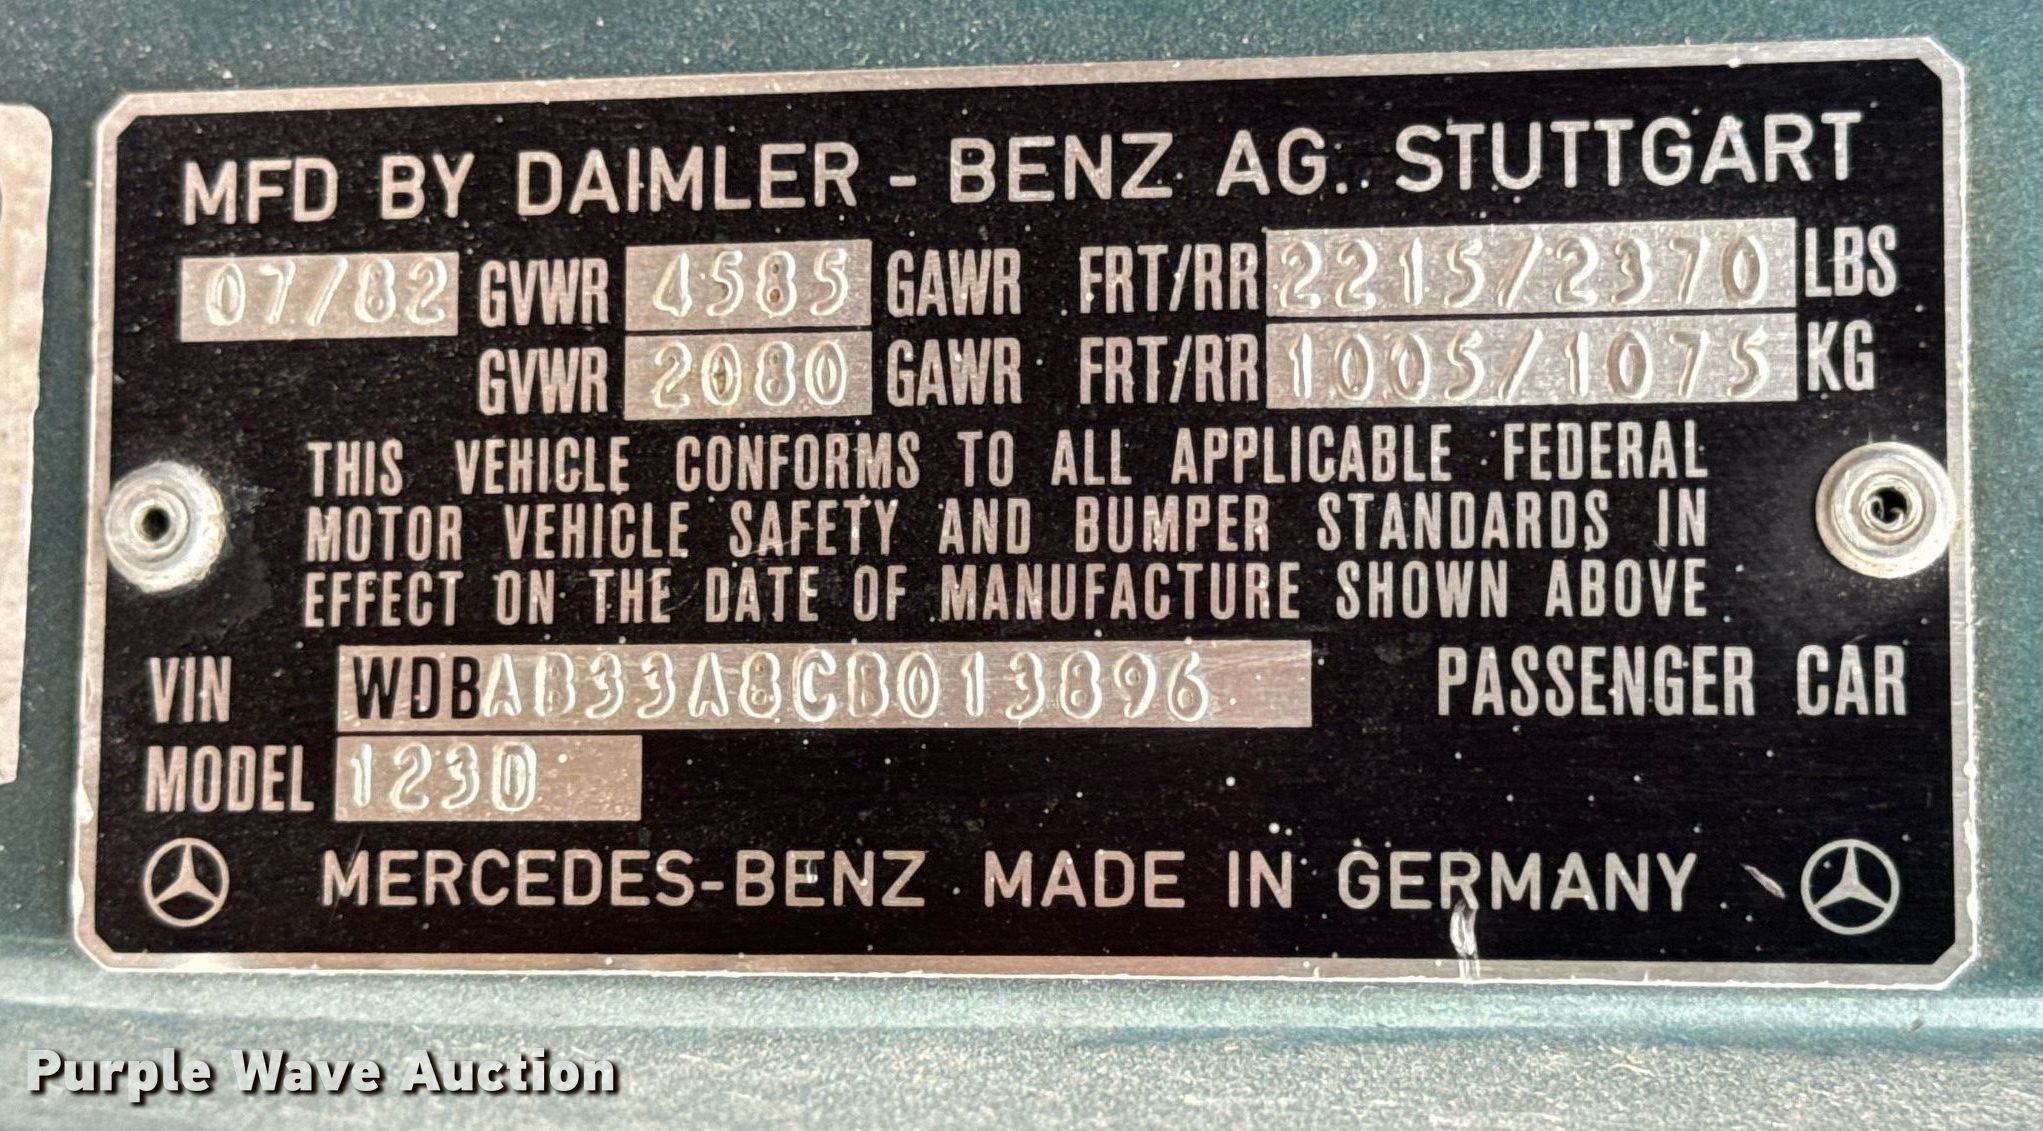 MFD BY DAIMLER - BENZ AG. STUTTGART
07/82 GVWR 4585 GAWR FRT/RR 2215/2370 LBS
GVWR 2080 GAWR FRT/RR 1005/1075 KG
THIS VEHICLE CONFORMS TO ALL APPLICABLE FEDERAL
MOTOR VEHICLE SAFETY AND BUMPER STANDARDS IN
EFFECT ON THE DATE OF MANUFACTURE SHOWN ABOVE
VIN WDBAB33A8CB013896 PASSENGER CAR
MODEL 123D
MERCEDES-BENZ MADE IN GERMANY
Purple Wave Auction